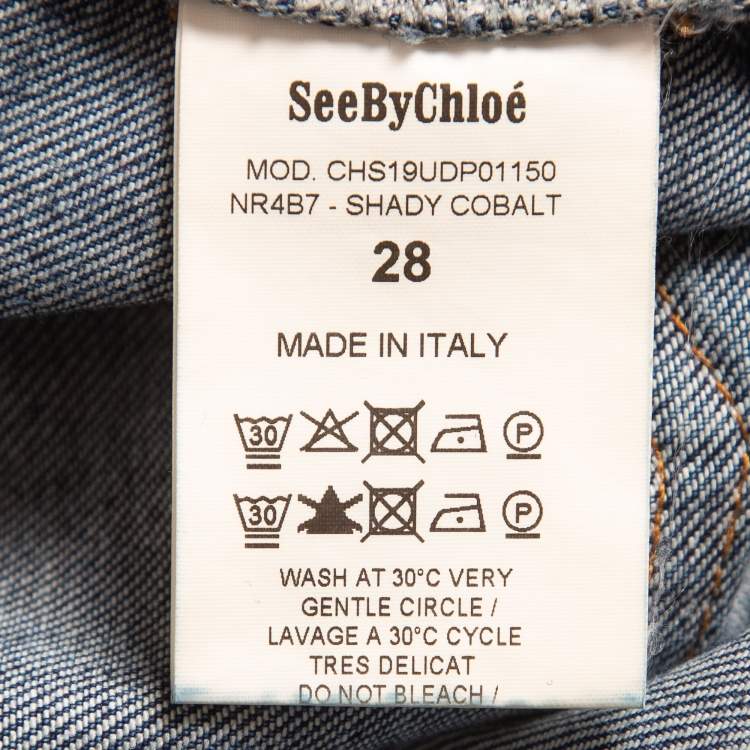 SeeByChloé
MOD. CHS19UDP01150
NR4B7 - SHADY COBALT
28
MADE IN ITALY
30 P
30 P
WASH AT 30°C VERY
GENTLE CIRCLE /
LAVAGE A 30°C CYCLE
TRES DELICAT
DO NOT BLEACH /